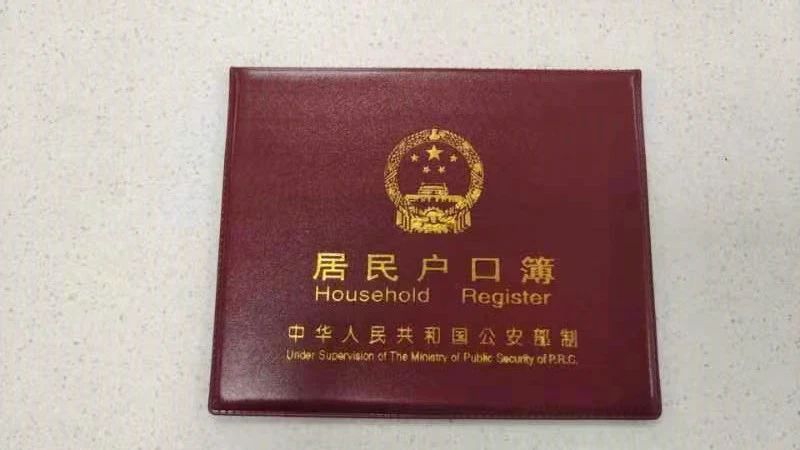 居民户口簿
Household Register
中华人民共和国公安部制
Under Supervision of The Ministry of Public Security of P.R.C.